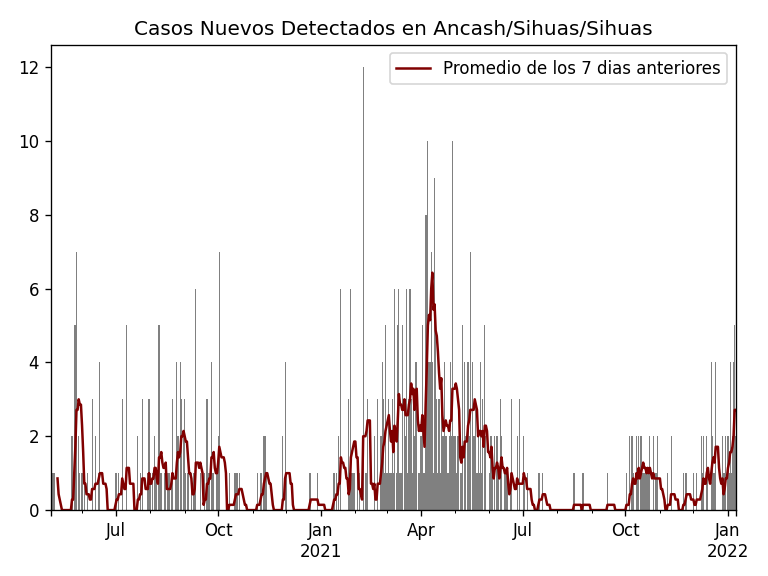 Casos Nuevos Detectados en Ancash/Sihuas/Sihuas
Promedio de los 7 dias anteriores
12
10
8
6
4
2
0
Jul
Oct
Jan
2021
Apr
Jul
Oct
Jan
2022